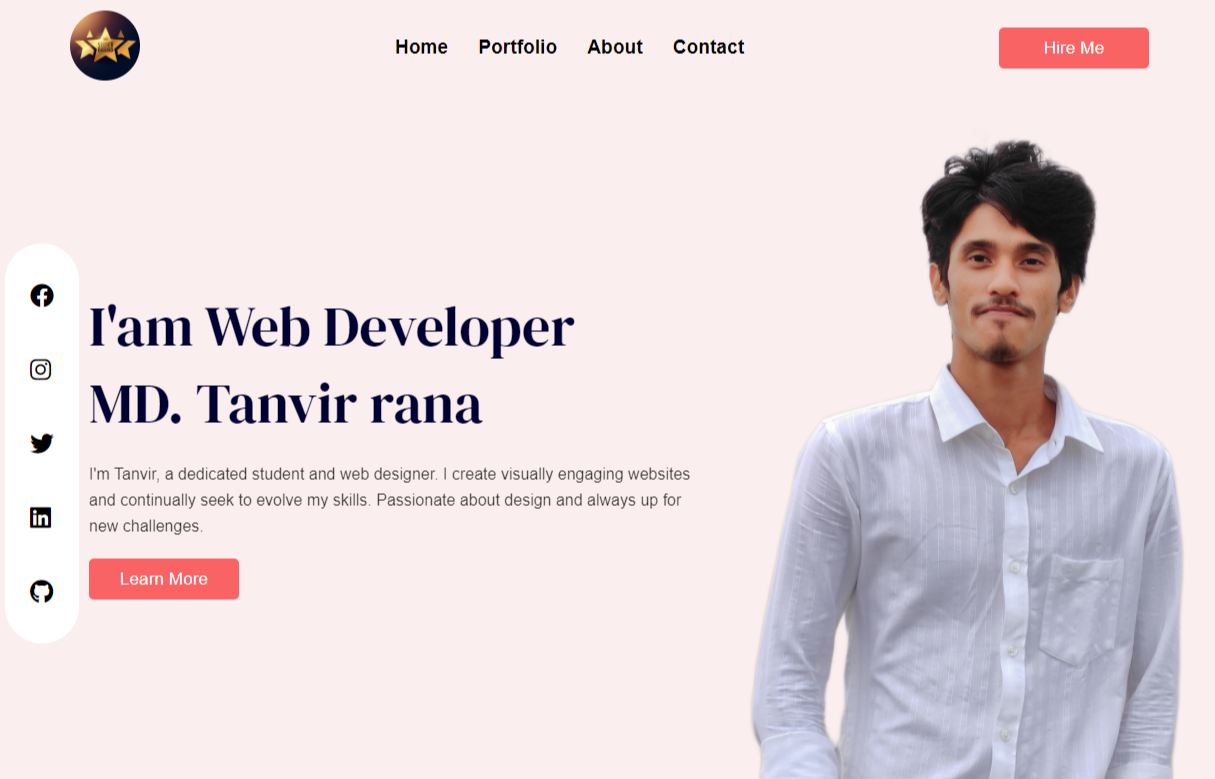 Home Portfolio About Contact Hire Me
I'am Web Developer
MD. Tanvir rana
I'm Tanvir, a dedicated student and web designer. I create visually engaging websites
and continually seek to evolve my skills. Passionate about design and always up for
new challenges.
Learn More